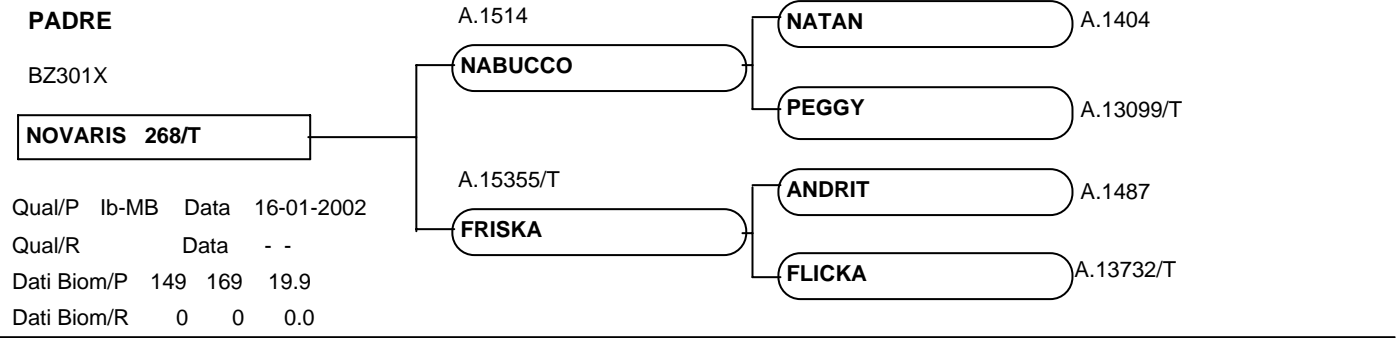 PADRE
A.1514
NATAN
A.1404
BZ301X
NABUCCO
PEGGY
A.13099/T
NOVARIS 268/T
A.15355/T
ANDRIT
A.1487
Qual/P Ib-MB Data 16-01-2002
FRISKA
Qual/R Data - -
FLICKA
A.13732/T
Dati Biom/P 149 169 19.9
Dati Biom/R 0 0 0.0